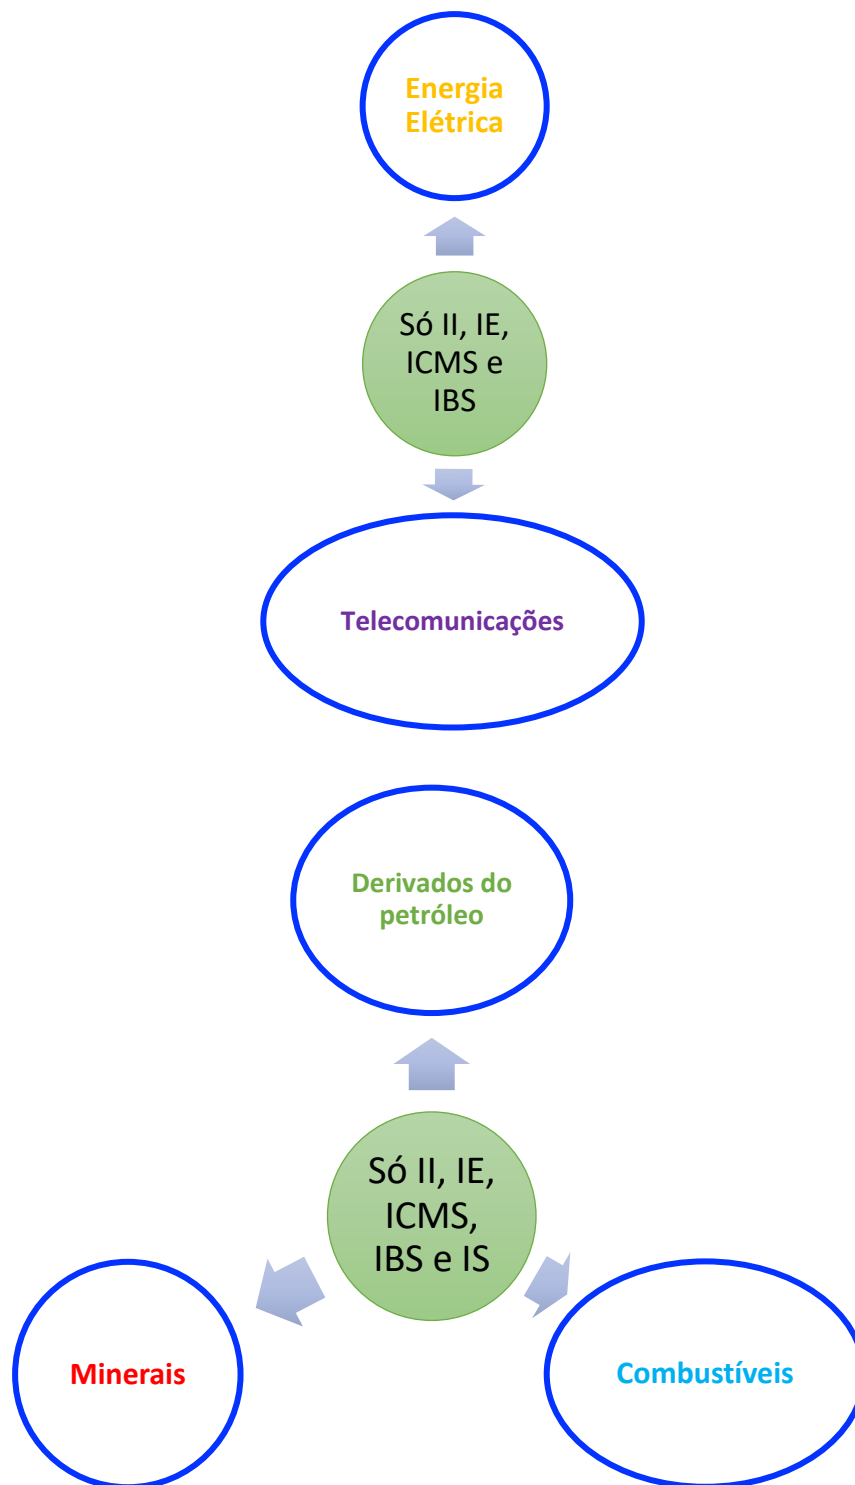 Energia
Elétrica
Só II, IE,
ICMS e
IBS
Telecomunicações
Derivados do
petróleo
Só II, IE,
ICMS,
IBS e IS
Minerais
Combustíveis